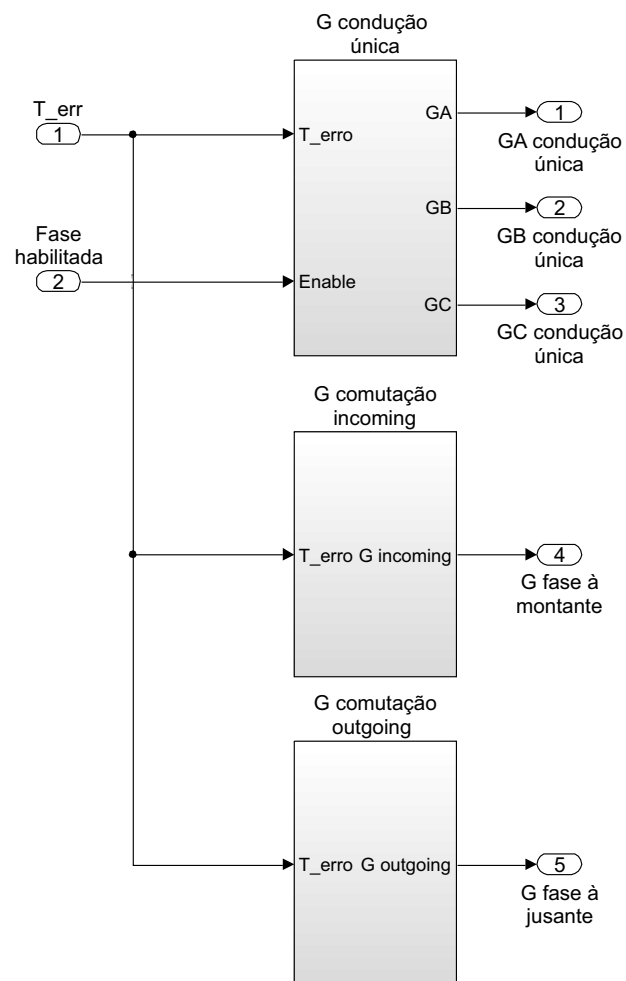 G condução
única
T_err
1
T_erro
GA
1
GA condução
única
GB
2
GB condução
única
Fase
habilitada
2
Enable
GC
3
GC condução
única
G comutação
incoming
T_erro G incoming
4
G fase à
montante
G comutação
outgoing
T_erro G outgoing
5
G fase à
jusante